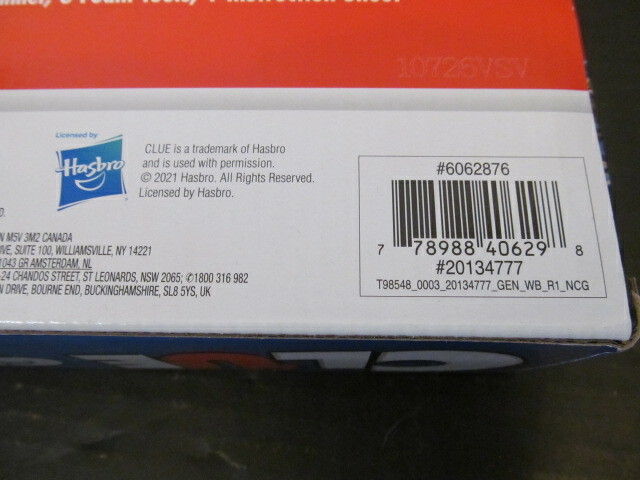 10726VSV
Licensed by
Hasbro
CLUE is a trademark of Hasbro
and is used with permission.
© 2021 Hasbro. All Rights Reserved.
Licensed by Hasbro.
D.
N M5V 3M2 CANADA
VE, SUITE 100, WILLIAMSVILLE, NY 14221
1043 GR AMSTERDAM, NL
-24 CHANDOS STREET, ST LEONARDS, NSW 2065; ✆1800 316 982
N DRIVE, BOURNE END, BUCKINGHAMSHIRE, SL8 5YS, UK
#6062876
7 78988 40629 8
#20134777
T98548_0003_20134777_GEN_WB_R1_NCG